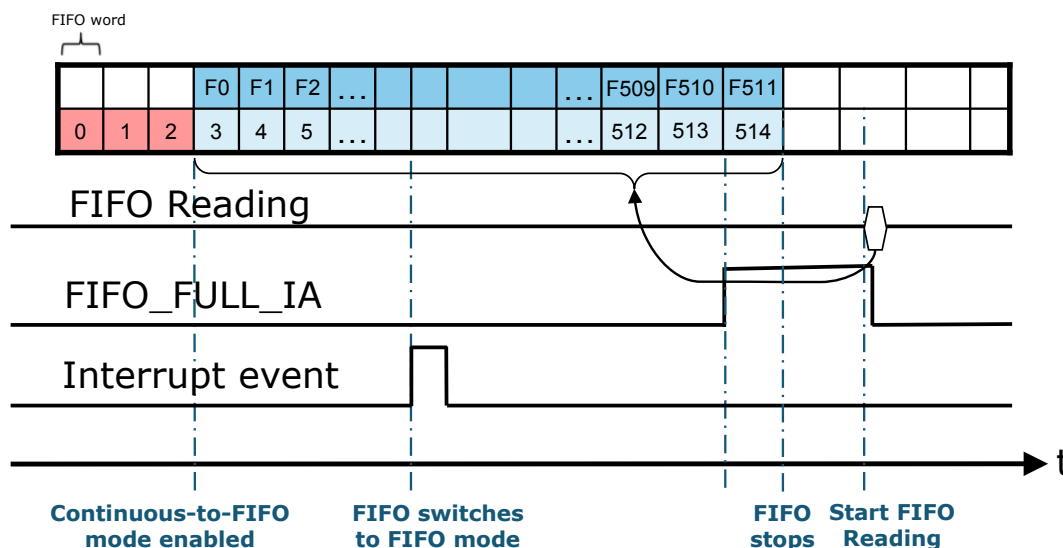 FIFO word
F0 F1 F2 ... ... F509 F510 F511
0 1 2 3 4 5 ... ... 512 513 514
FIFO Reading
FIFO_FULL_IA
Interrupt event
t
Continuous-to-FIFO
mode enabled
FIFO switches
to FIFO mode
FIFO
stops
Start FIFO
Reading